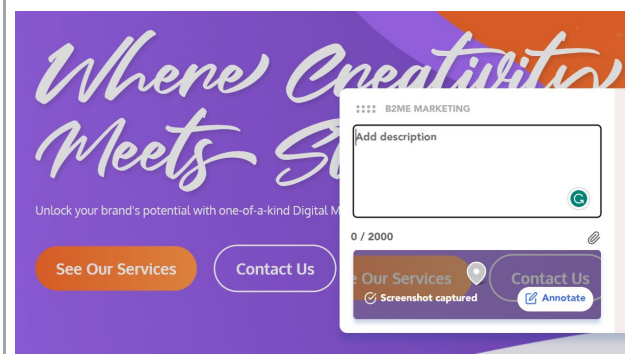 Where Creativity
Meets
Unlock your brand's potential with one-of-a-kind Digital
See Our Services
Contact Us
B2ME MARKETING
Add description
0 / 2000
Our Services
Contact Us
Screenshot captured
Annotate